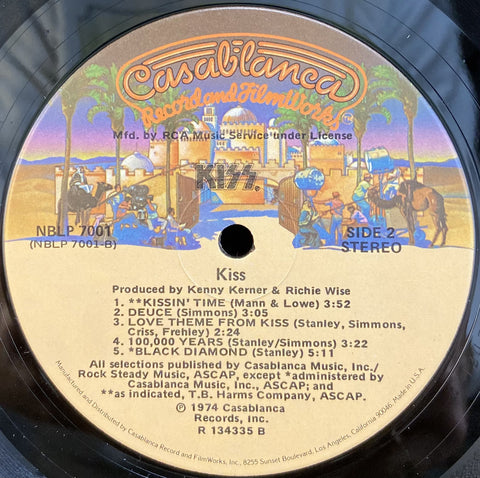 Casablanca
Record and FilmWorks
Mfd. by RCA Music Service under License
KISS.
NBLP 7001
(NBLP 7001-B)
SIDE 2
STEREO
Kiss
Produced by Kenny Kerner & Richie Wise
1. **KISSIN' TIME (Mann & Lowe) 3:52
2. DEUCE (Simmons) 3:05
3. LOVE THEME FROM KISS (Stanley, Simmons,
Criss, Frehley) 2:24
4. 100,000 YEARS (Stanley/Simmons) 3:22
5. *BLACK DIAMOND (Stanley) 5:11
All selections published by Casablanca Music, Inc./
Rock Steady Music, ASCAP, except *administered by
Casablanca Music, Inc., ASCAP; and
**as indicated, T.B. Harms Company, ASCAP.
℗ 1974 Casablanca
Records, Inc.
R 134335 B
Manufactured and Distributed by Casablanca Record and FilmWorks, Inc., 8255 Sunset Boulevard, Los Angeles, California 90046. Made in U.S.A.